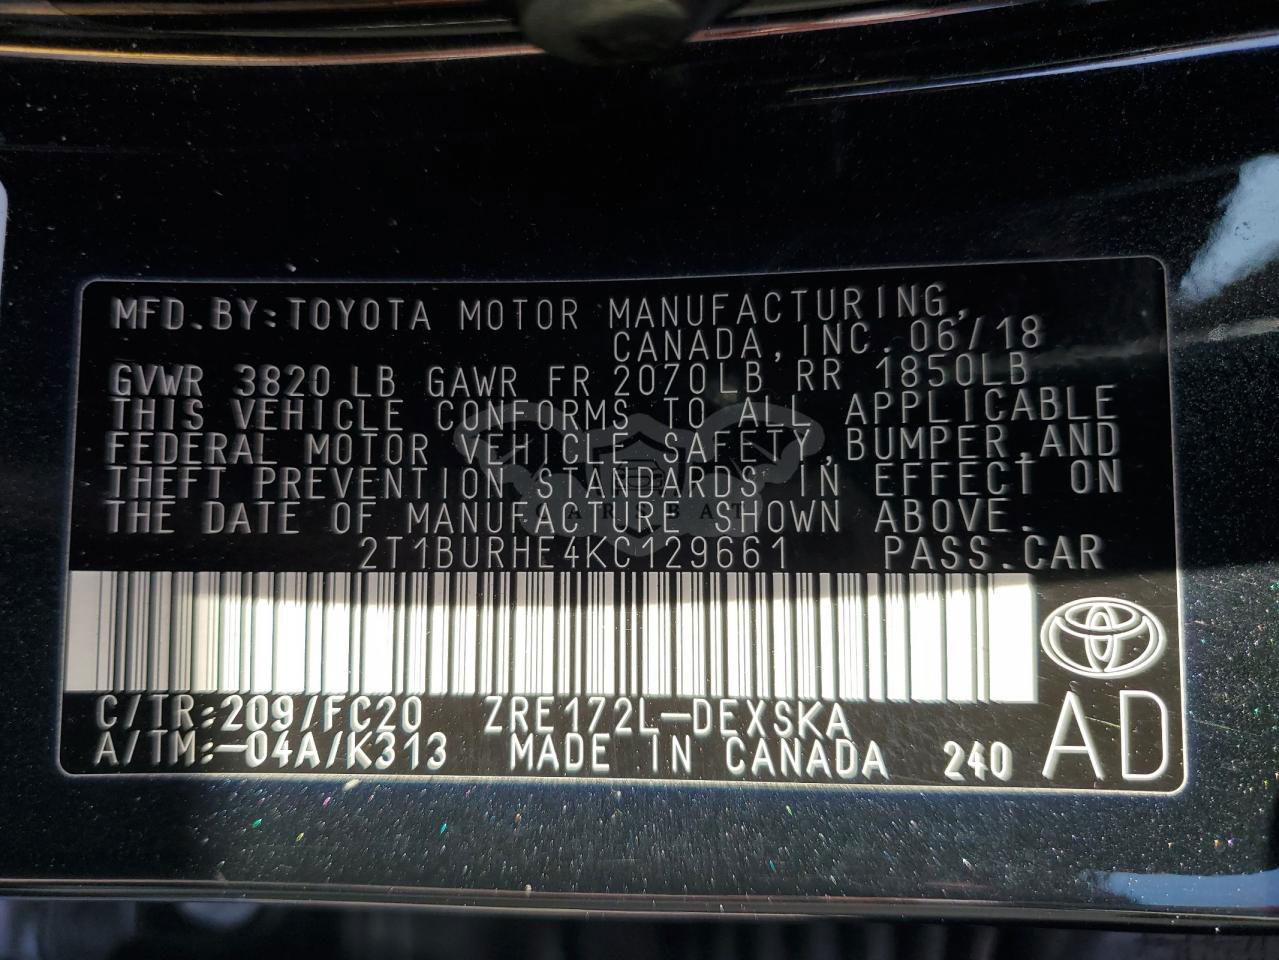 MFD.BY:TOYOTA MOTOR MANUFACTURING,
CANADA, INC. 06/18
GVWR 3820LB GAWR FR 2070LB RR 1850LB
THIS VEHICLE CONFORMS TO ALL APPLICABLE
FEDERAL MOTOR VEHICLE SAFETY,BUMPER,AND
THEFT PREVENTION STANDARDS IN EFFECT ON
THE DATE OF MANUFACTURE SHOWN ABOVE.
CARSBAT
2T1BURHE4KC129661 PASS.CAR
C/TR:209/FC20 ZRE172L-DEXSKA
A/TM:-04A/K313 MADE IN CANADA 240 AD